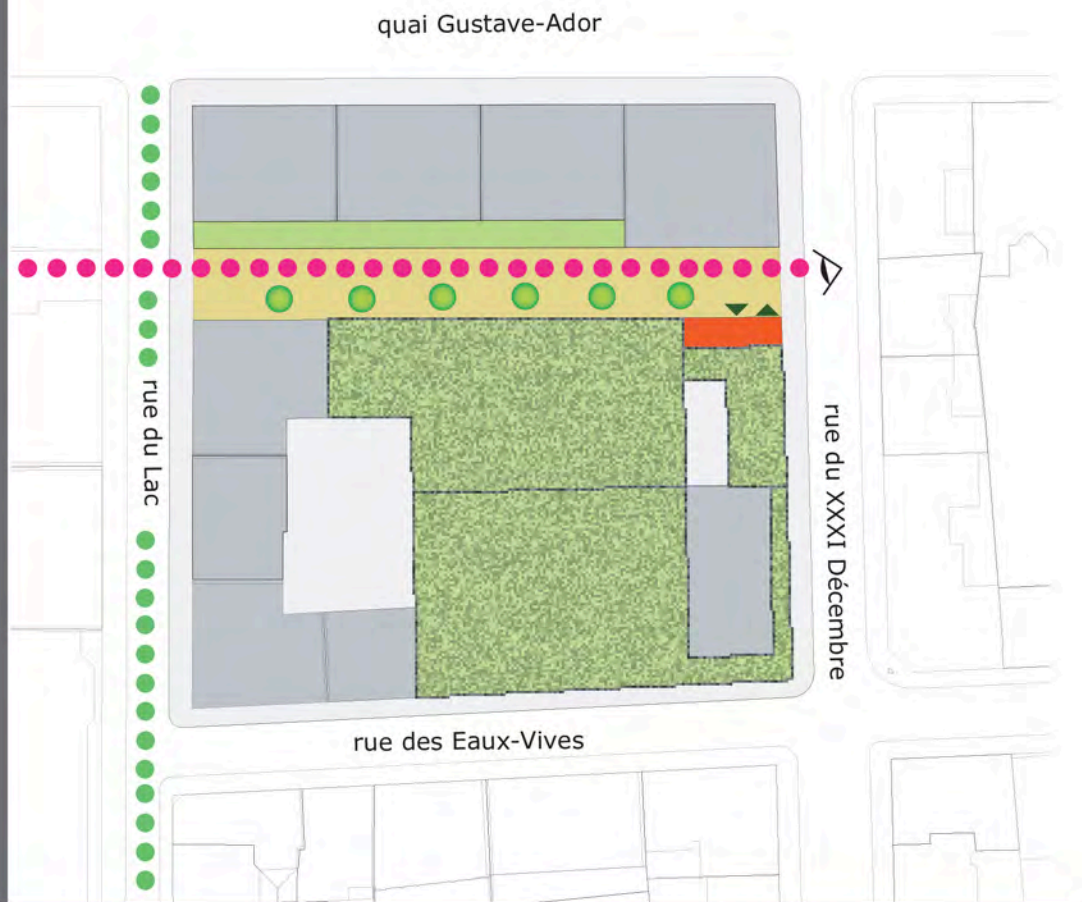 quai Gustave-Ador
rue du Lac
rue du XXXI Décembre
rue des Eaux-Vives